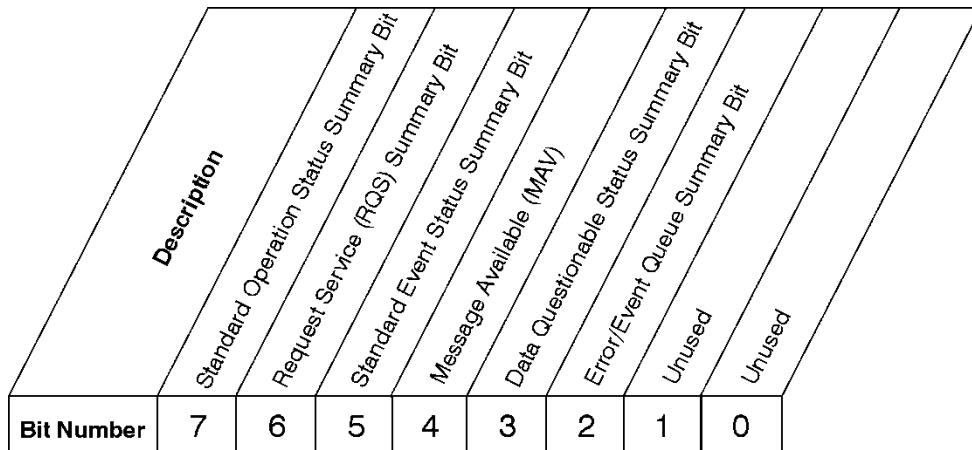 Description
Standard Operation Status Summary Bit
Request Service (RQS) Summary Bit
Standard Event Status Summary Bit
Message Available (MAV)
Data Questionable Status Summary Bit
Error/Event Queue Summary Bit
Unused
Unused
Bit Number 7 6 5 4 3 2 1 0